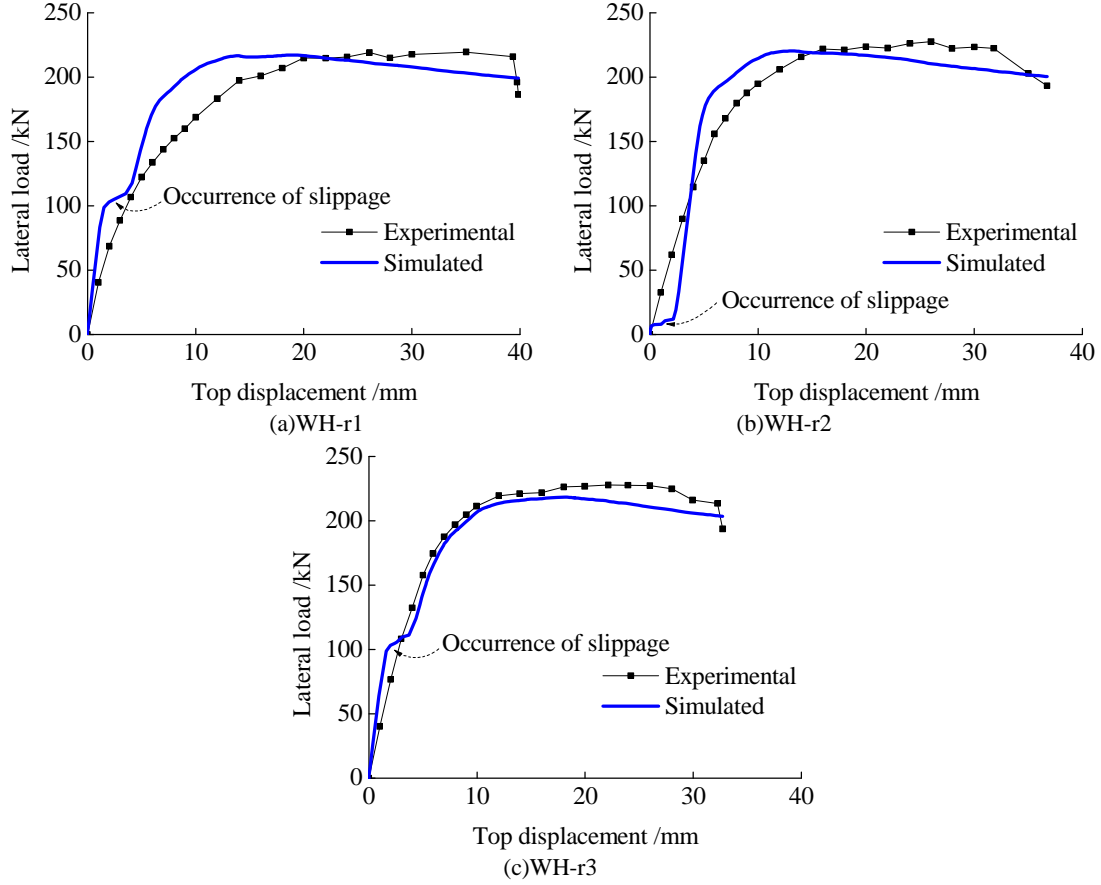 250
200
150
100
50
0
Lateral load /kN
Occurrence of slippage
Experimental
Simulated
0 10 20 30 40
Top displacement /mm
(a)WH-r1
250
200
150
100
50
0
Lateral load /kN
Occurrence of slippage
Experimental
Simulated
0 10 20 30 40
Top displacement /mm
(b)WH-r2
250
200
150
100
50
0
Lateral load /kN
Occurrence of slippage
Experimental
Simulated
0 10 20 30 40
Top displacement /mm
(c)WH-r3